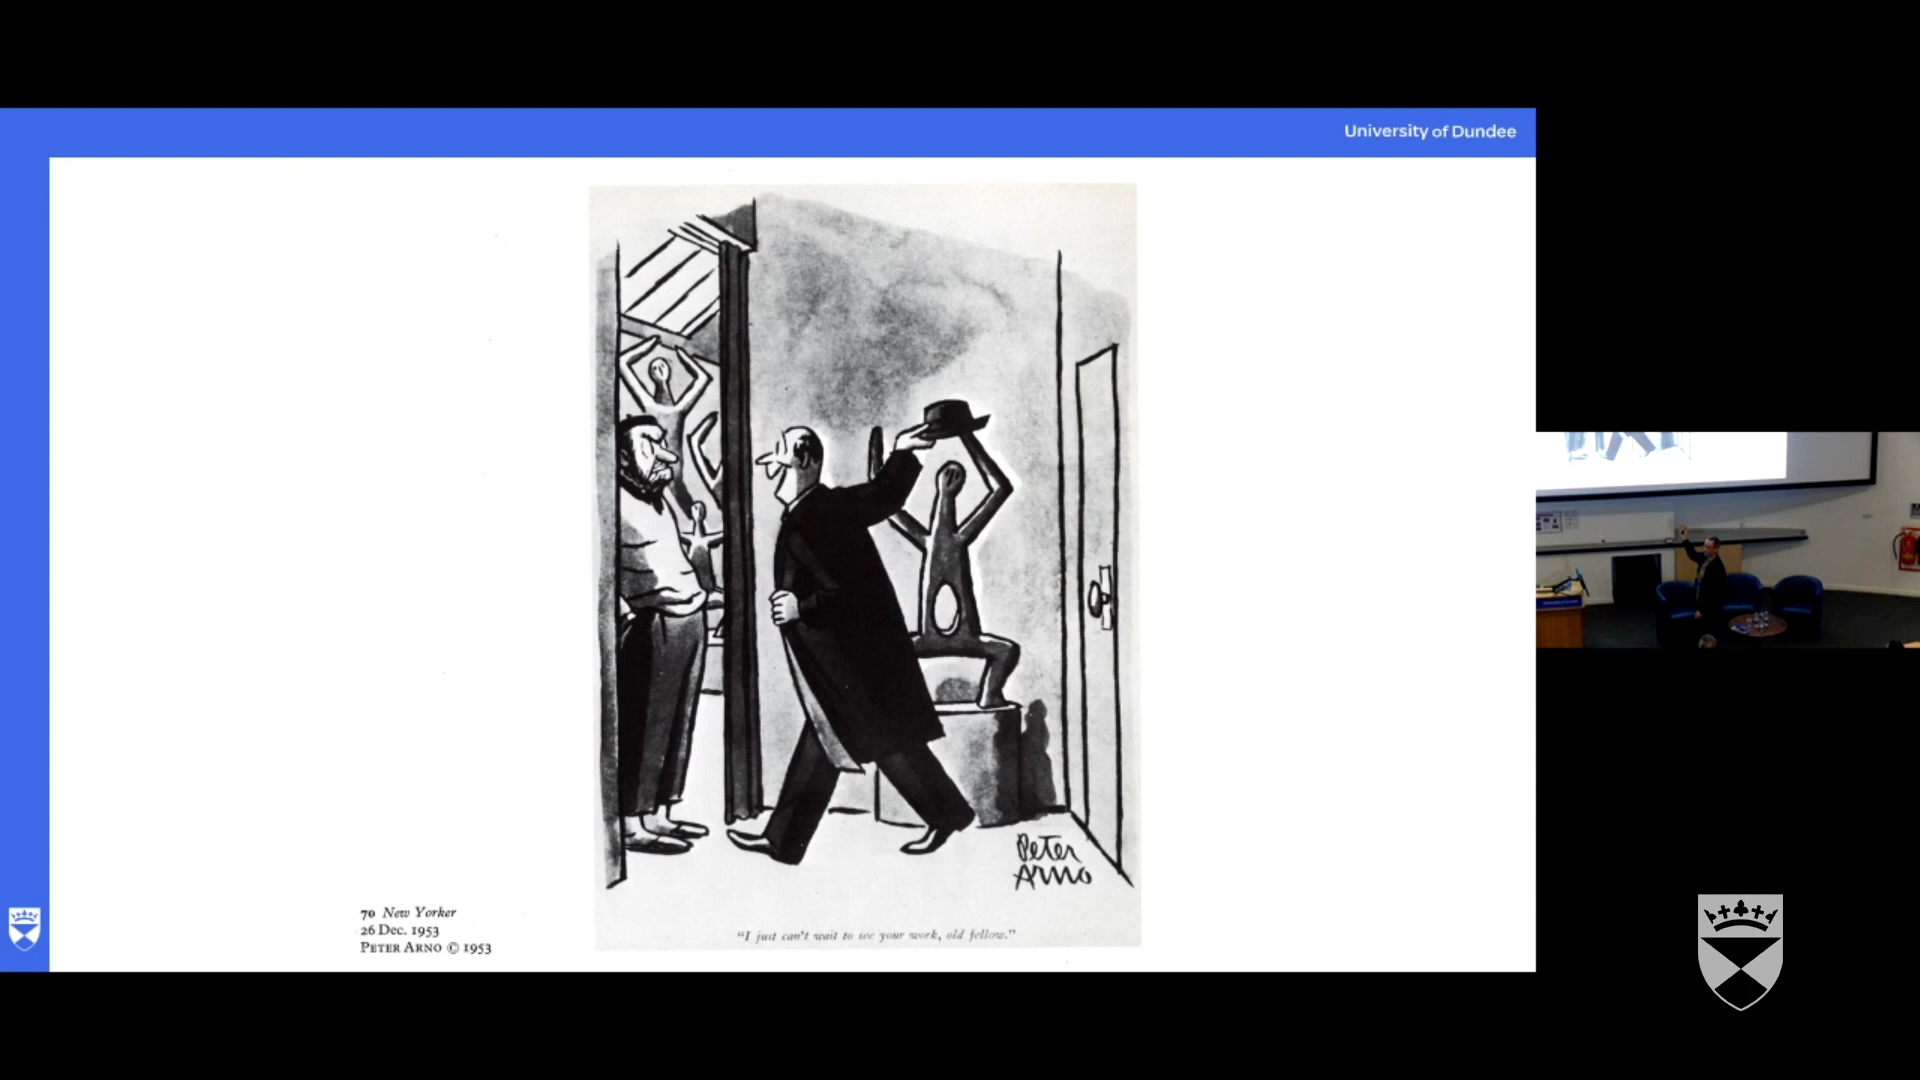 University of Dundee
Peter
Arno
70 New Yorker
26 Dec. 1953
PETER ARNO © 1953
"I just can't wait to see your work, old fellow."